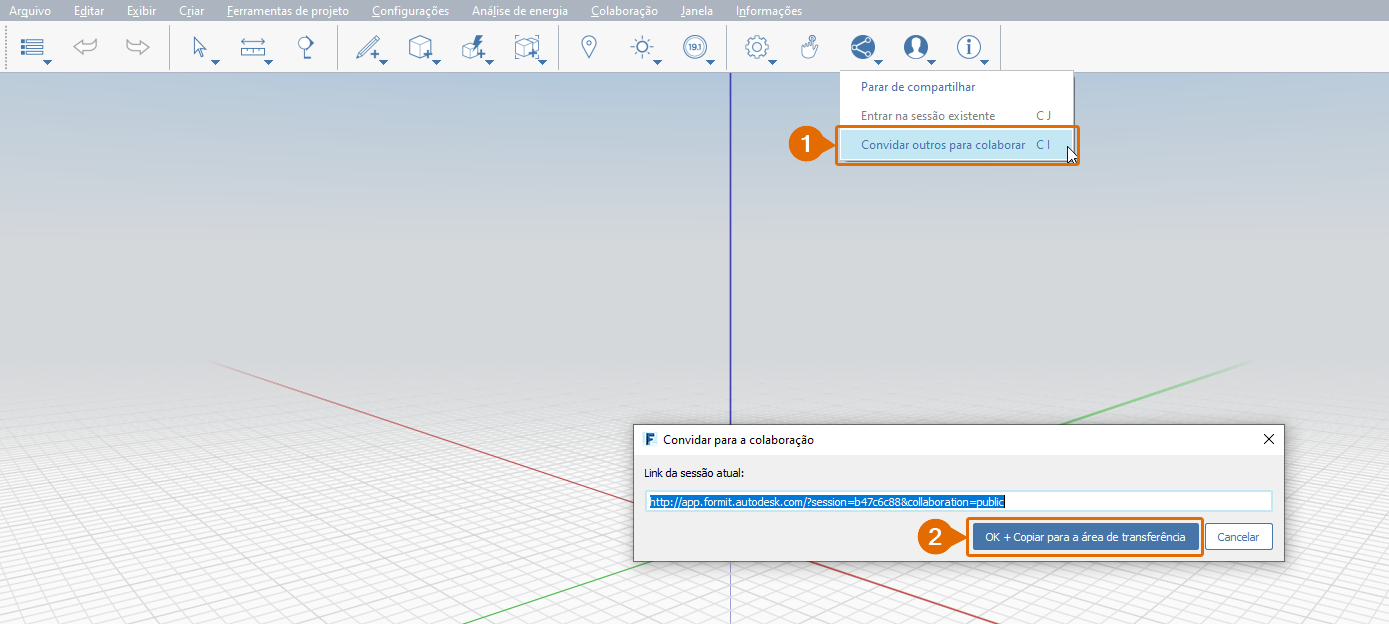 Arquivo Editar Exibir Criar Ferramentas de projeto Configurações Análise de energia Colaboração Janela Informações
19.1
Parar de compartilhar
Entrar na sessão existente C J
1 Convidar outros para colaborar C I
F Convidar para a colaboração
Link da sessão atual:
http://app.formit.autodesk.com/?session=b47c6c88&collaboration=public
2 OK + Copiar para a área de transferência Cancelar